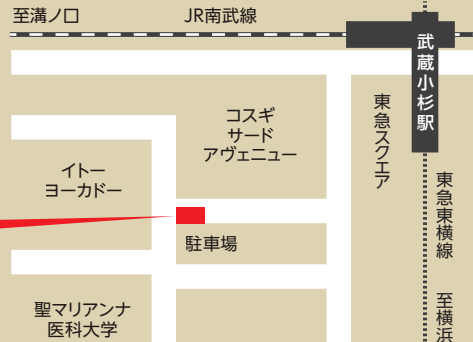 至溝ノ口
JR南武線
武蔵小杉駅
コスギ
サード
アヴェニュー
東急スクエア
イトー
ヨーカドー
東急東横線
駐車場
至横浜
聖マリアンナ
医科大学